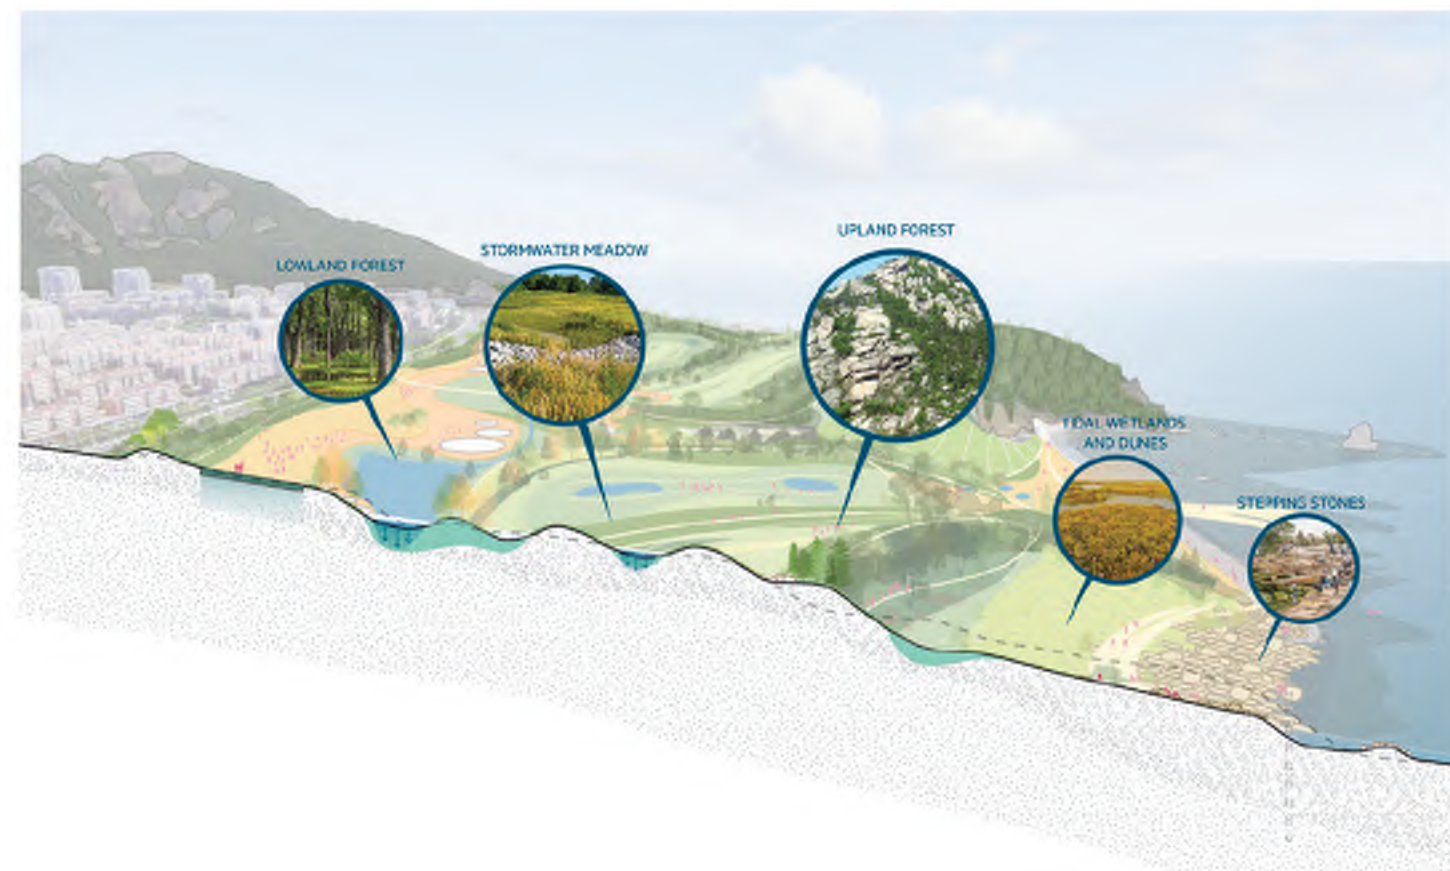 LOWLAND FOREST
STORMWATER MEADOW
UPLAND FOREST
TIDAL WETLANDS
AND DUNES
STEPPING STONES